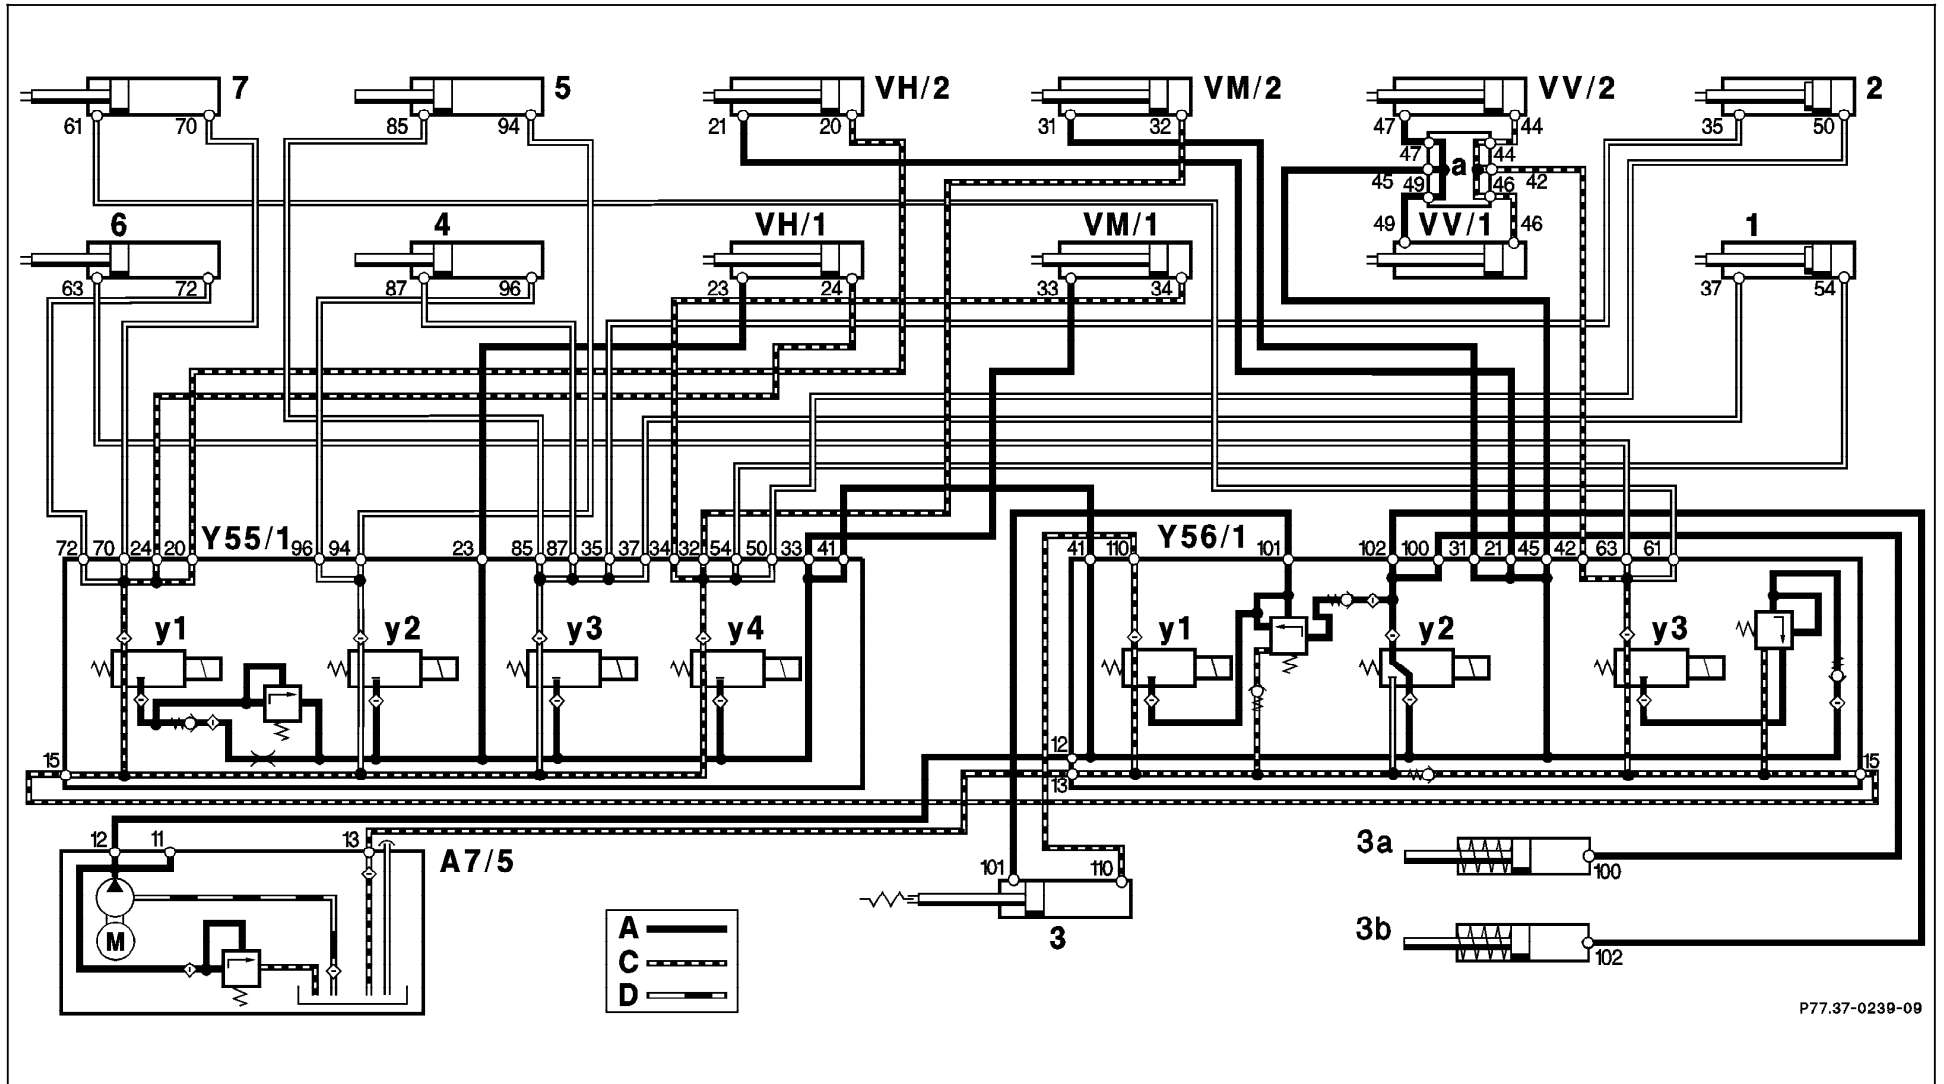 7 5 VH/2 VM/2 VV/2 2
61 70 85 94 21 20 31 32 47 44 35 50
47 a 44
45 49 46 42
6 4 VH/1 VM/1 49 VV/1 46 1
63 72 87 96 23 24 33 34 37 54
72 70 24 20 Y55/1 96 94 23 85 87 35 37 34 32 54 50 33 41 41 110 Y56/1 101 102 100 31 21 45 42 63 61
y1 y2 y3 y4 y1 y2 y3
15 12 13 15
12 11 13 A7/5
M
101 110
3
3a 100
3b 102
A
C
D
P77.37-0239-09